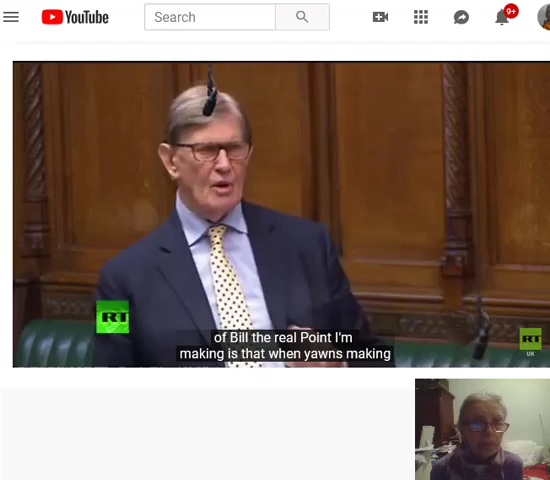 YouTube
Search
9+
RT
of Bill the real Point I'm
making is that when yawns making
RT
UK